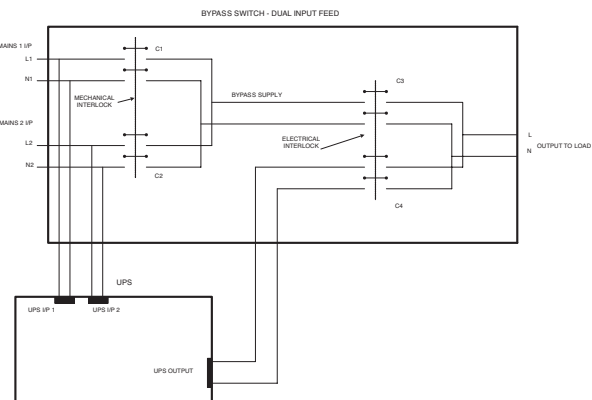 BYPASS SWITCH - DUAL INPUT FEED
MAINS 1 I/P
C1
L1
N1
C3
MECHANICAL
INTERLOCK
BYPASS SUPPLY
MAINS 2 I/P
L2
ELECTRICAL
INTERLOCK
L
OUTPUT TO LOAD
N
N2
C2
C4
UPS
UPS I/P 1
UPS I/P 2
UPS OUTPUT